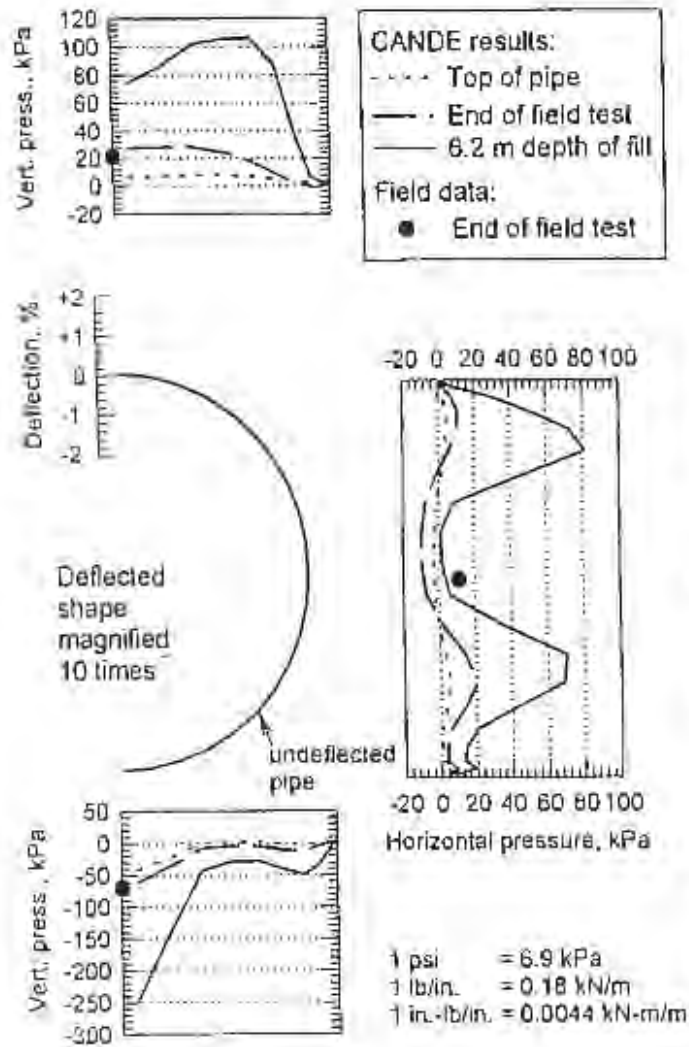 120
100
80
60
40
20
0
-20
Vert. press., kPa
CANDE results:
Top of pipe
End of field test
6.2 m depth of fill
Field data:
End of field test
+2
+1
0
-1
-2
Deflection, %
Deflected
shape
magnified
10 times
undeflected
pipe
-20 0 20 40 60 80 100
-20 0 20 40 60 80 100
Horizontal pressure, kPa
50
0
-50
-100
-150
-200
-250
-300
Vert. press., kPa
1 psi = 6.9 kPa
1 lb/in. = 0.18 kN/m
1 in.-lb/in. = 0.0044 kN-m/m